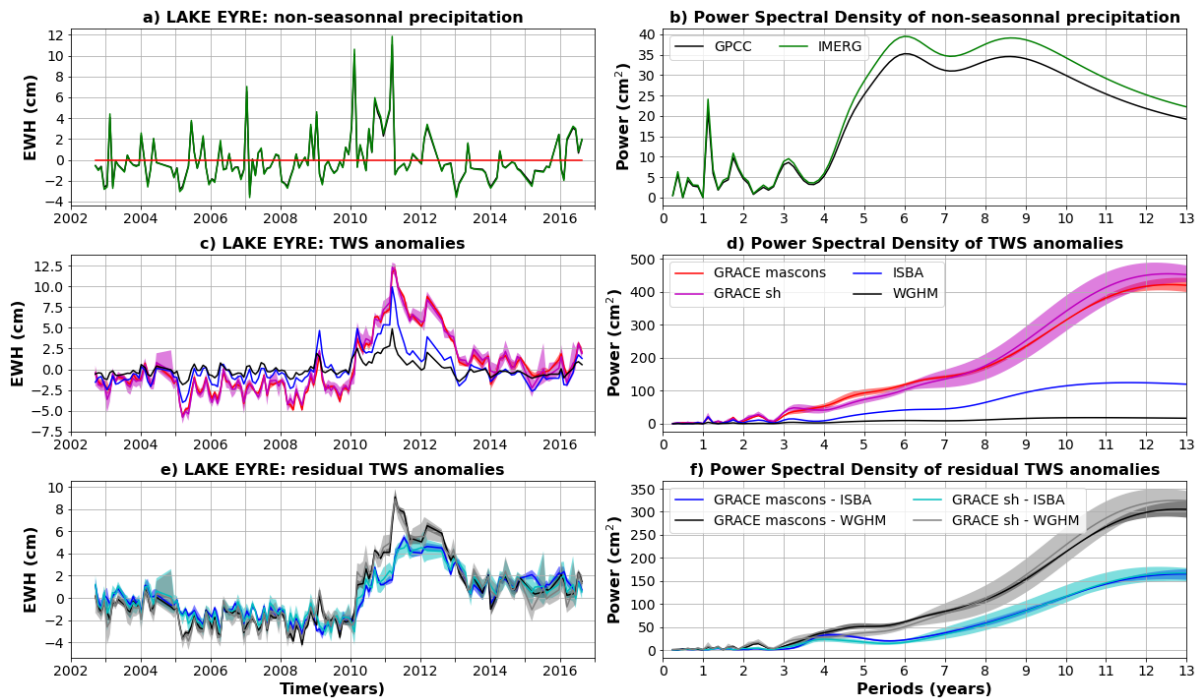 a) LAKE EYRE: non-seasonnal precipitation
EWH (cm)
12
10
8
6
4
2
0
−2
−4
2002 2004 2006 2008 2010 2012 2014 2016
b) Power Spectral Density of non-seasonnal precipitation
Power (cm²)
40
35
30
25
20
15
10
5
0
GPCC IMERG
0 1 2 3 4 5 6 7 8 9 10 11 12 13
c) LAKE EYRE: TWS anomalies
EWH (cm)
12.5
10.0
7.5
5.0
2.5
0.0
−2.5
−5.0
−7.5
2002 2004 2006 2008 2010 2012 2014 2016
d) Power Spectral Density of TWS anomalies
Power (cm²)
500
400
300
200
100
0
GRACE mascons ISBA
GRACE sh WGHM
0 1 2 3 4 5 6 7 8 9 10 11 12 13
e) LAKE EYRE: residual TWS anomalies
EWH (cm)
10
8
6
4
2
0
−2
−4
2002 2004 2006 2008 2010 2012 2014 2016
Time(years)
f) Power Spectral Density of residual TWS anomalies
Power (cm²)
350
300
250
200
150
100
50
0
GRACE mascons - ISBA GRACE sh - ISBA
GRACE mascons - WGHM GRACE sh - WGHM
0 1 2 3 4 5 6 7 8 9 10 11 12 13
Periods (years)